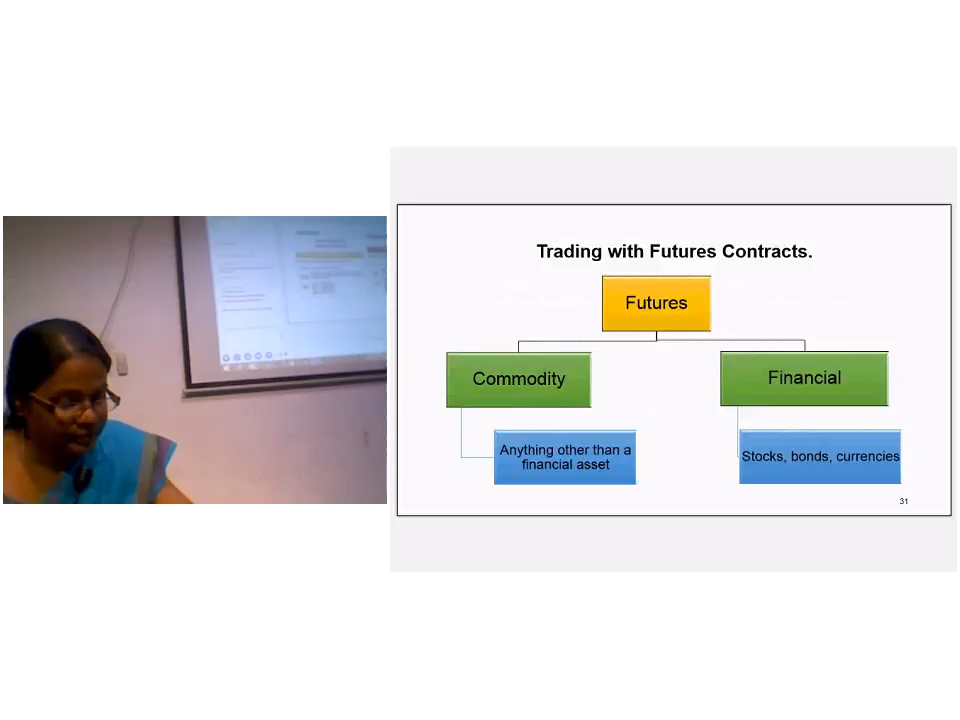 Trading with Futures Contracts.
Futures
Commodity
Financial
Anything other than a
financial asset
Stocks, bonds, currencies
31